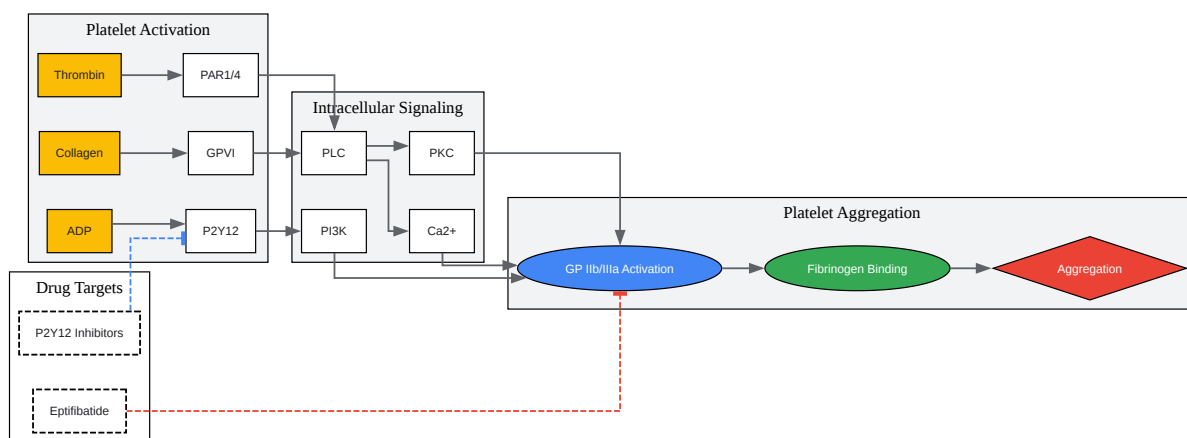 Platelet Activation
Thrombin
PAR1/4
Collagen
GPVI
ADP
P2Y12
Intracellular Signaling
PLC
PKC
PI3K
Ca2+
Platelet Aggregation
GP IIb/IIIa Activation
Fibrinogen Binding
Aggregation
Drug Targets
P2Y12 Inhibitors
Eptifibatide